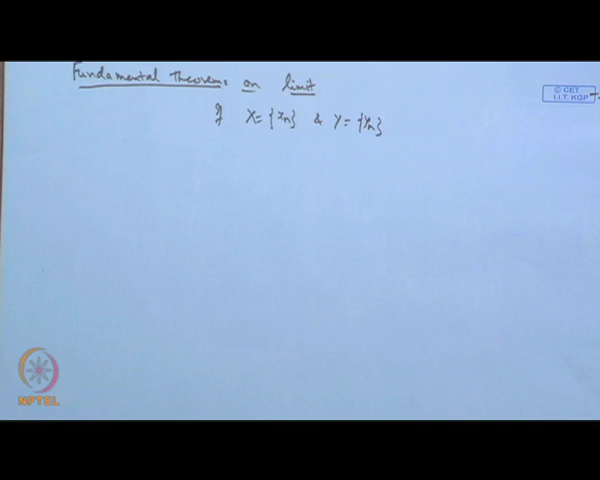 Fundamental Theorems on limit
If X = {xn} & Y = {yn}
© CET
I.I.T. KGP
NPTEL